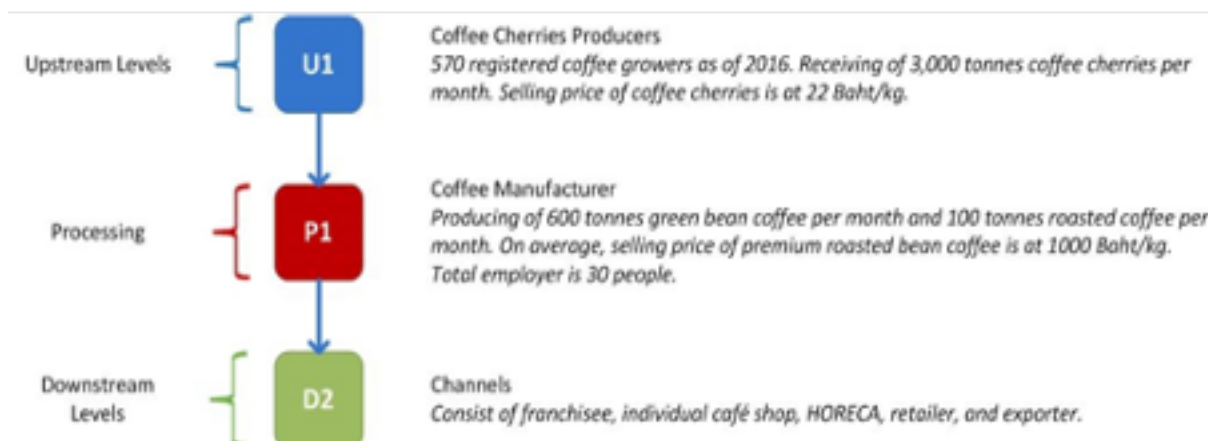 Upstream Levels
U1
Coffee Cherries Producers
570 registered coffee growers as of 2016. Receiving of 3,000 tonnes coffee cherries per
month. Selling price of coffee cherries is at 22 Baht/kg.
Processing
P1
Coffee Manufacturer
Producing of 600 tonnes green bean coffee per month and 100 tonnes roasted coffee per
month. On average, selling price of premium roasted bean coffee is at 1000 Baht/kg.
Total employer is 30 people.
Downstream
Levels
D2
Channels
Consist of franchisee, individual café shop, HORECA, retailer, and exporter.